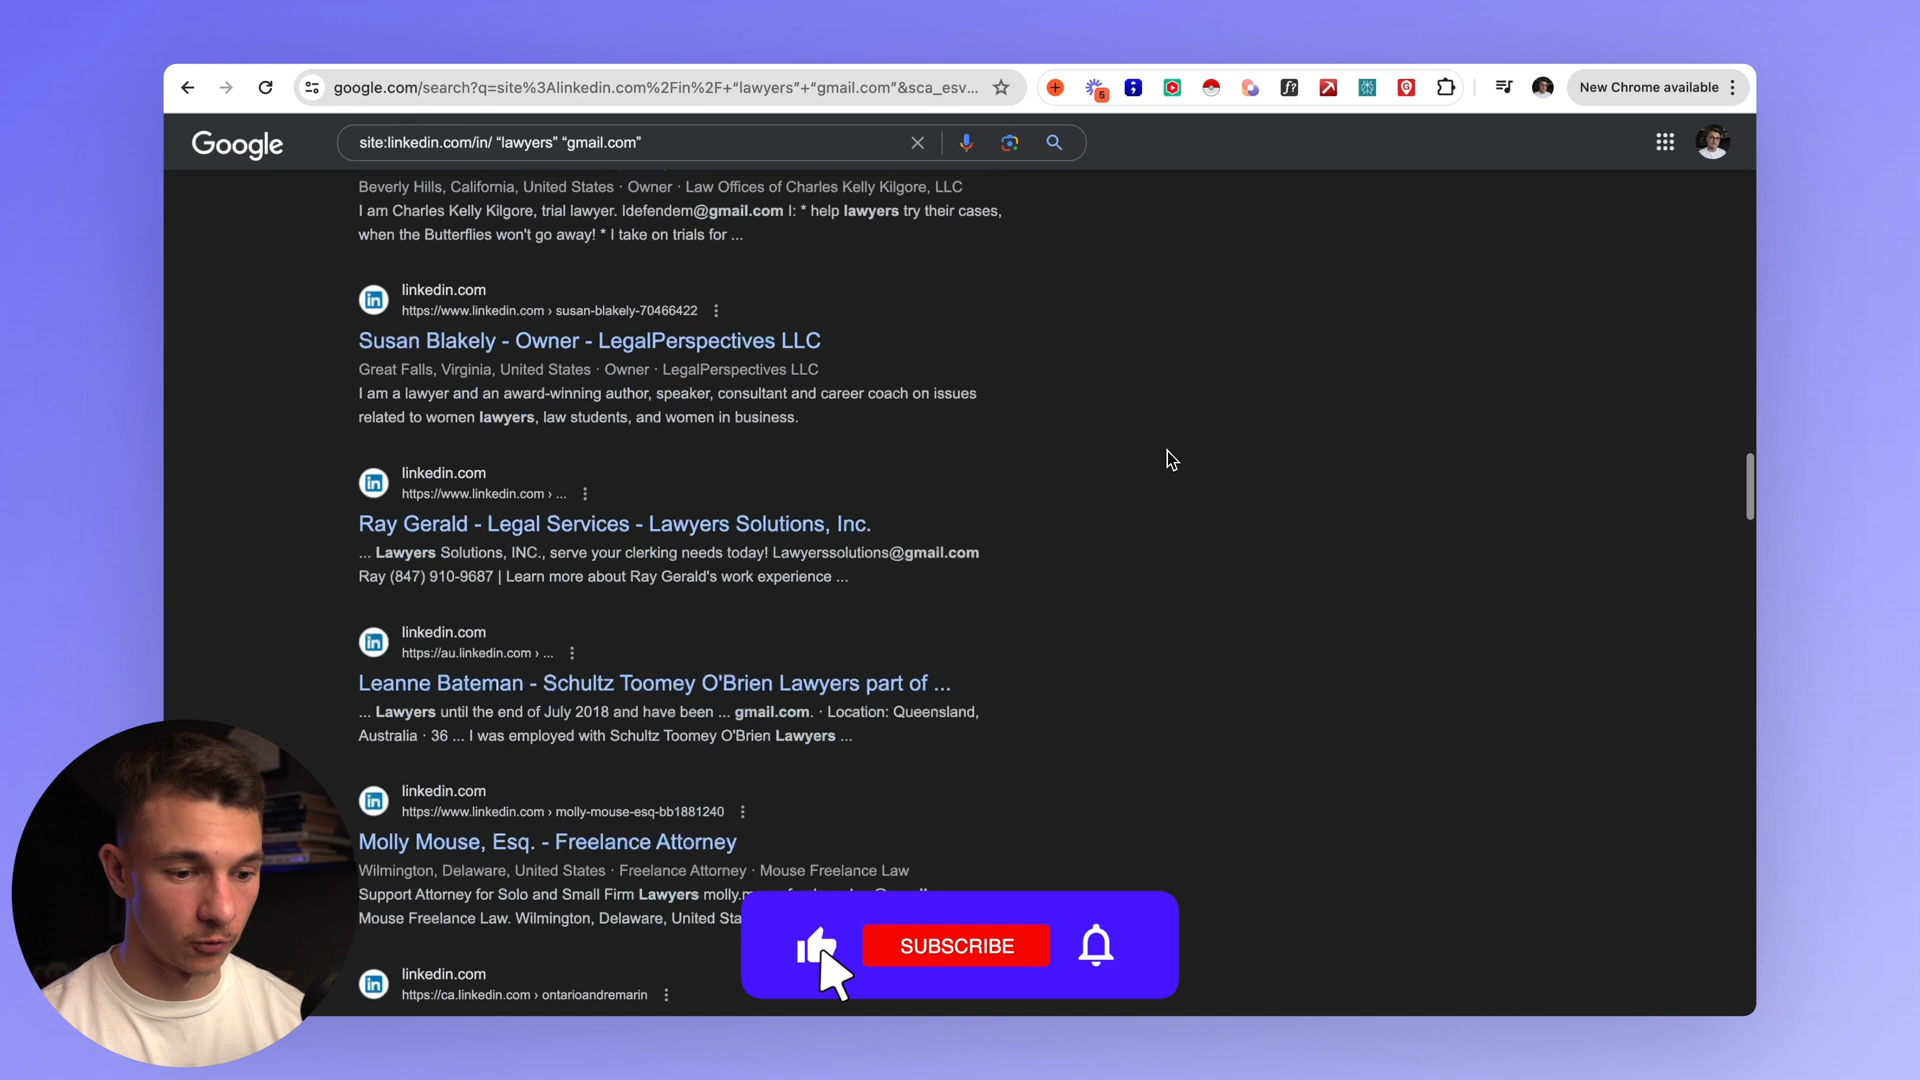 google.com/search?q=site%3Alinkedin.com%2Fin%2F+“lawyers”+“gmail.com”&sca_esv...
5
New Chrome available
Google
site:linkedin.com/in/ “lawyers” “gmail.com”
Beverly Hills, California, United States · Owner · Law Offices of Charles Kelly Kilgore, LLC
I am Charles Kelly Kilgore, trial lawyer. Idefendem@gmail.com I: * help lawyers try their cases,
when the Butterflies won't go away! * I take on trials for ...
linkedin.com
https://www.linkedin.com › susan-blakely-70466422
Susan Blakely - Owner - LegalPerspectives LLC
Great Falls, Virginia, United States · Owner · LegalPerspectives LLC
I am a lawyer and an award-winning author, speaker, consultant and career coach on issues
related to women lawyers, law students, and women in business.
linkedin.com
https://www.linkedin.com › ...
Ray Gerald - Legal Services - Lawyers Solutions, Inc.
... Lawyers Solutions, INC., serve your clerking needs today! Lawyerssolutions@gmail.com
Ray (847) 910-9687 | Learn more about Ray Gerald's work experience ...
linkedin.com
https://au.linkedin.com › ...
Leanne Bateman - Schultz Toomey O'Brien Lawyers part of ...
... Lawyers until the end of July 2018 and have been ... gmail.com. · Location: Queensland,
Australia · 36 ... I was employed with Schultz Toomey O'Brien Lawyers ...
linkedin.com
https://www.linkedin.com › molly-mouse-esq-bb1881240
Molly Mouse, Esq. - Freelance Attorney
Wilmington, Delaware, United States · Freelance Attorney · Mouse Freelance Law
Support Attorney for Solo and Small Firm Lawyers
Mouse Freelance Law. Wilmington, Delaware, United
SUBSCRIBE
linkedin.com
https://ca.linkedin.com › ontarioandremarin